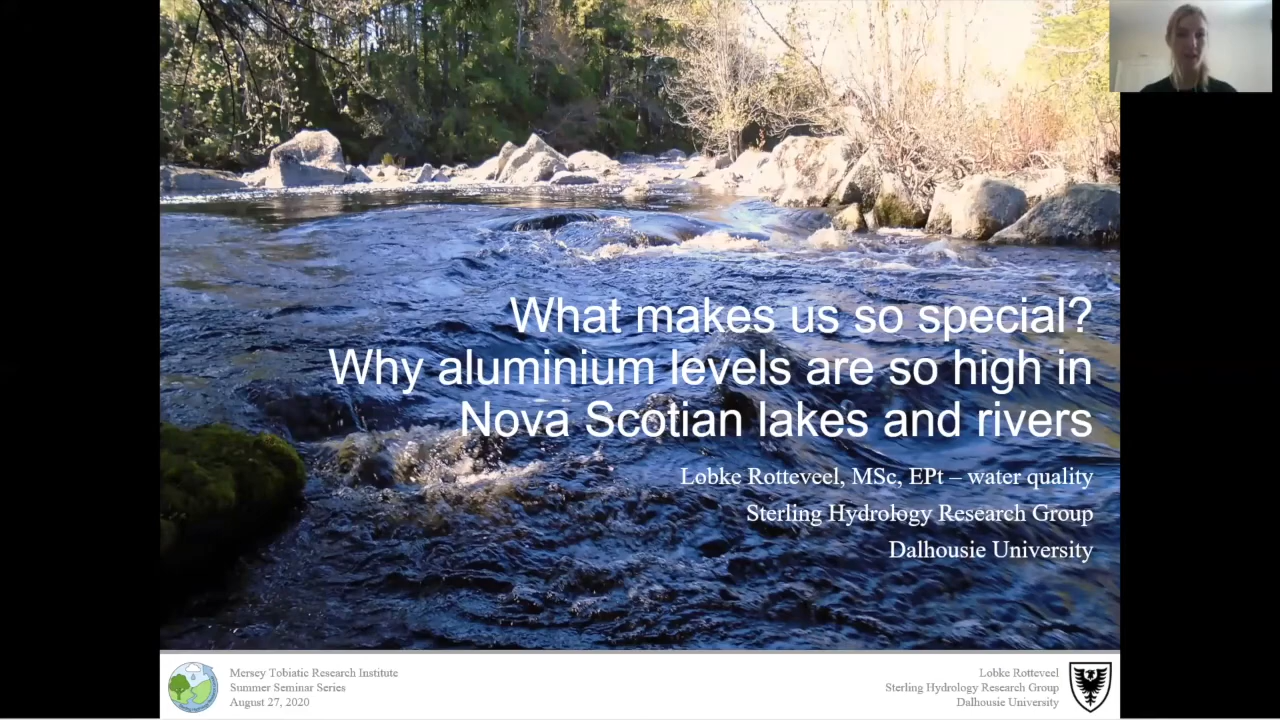 What makes us so special?
Why aluminium levels are so high in
Nova Scotian lakes and rivers
Lobke Rotteveel, MSc, EPt – water quality
Sterling Hydrology Research Group
Dalhousie University
Mersey Tobiatic Research Institute
Summer Seminar Series
August 27, 2020
Lobke Rotteveel
Sterling Hydrology Research Group
Dalhousie University